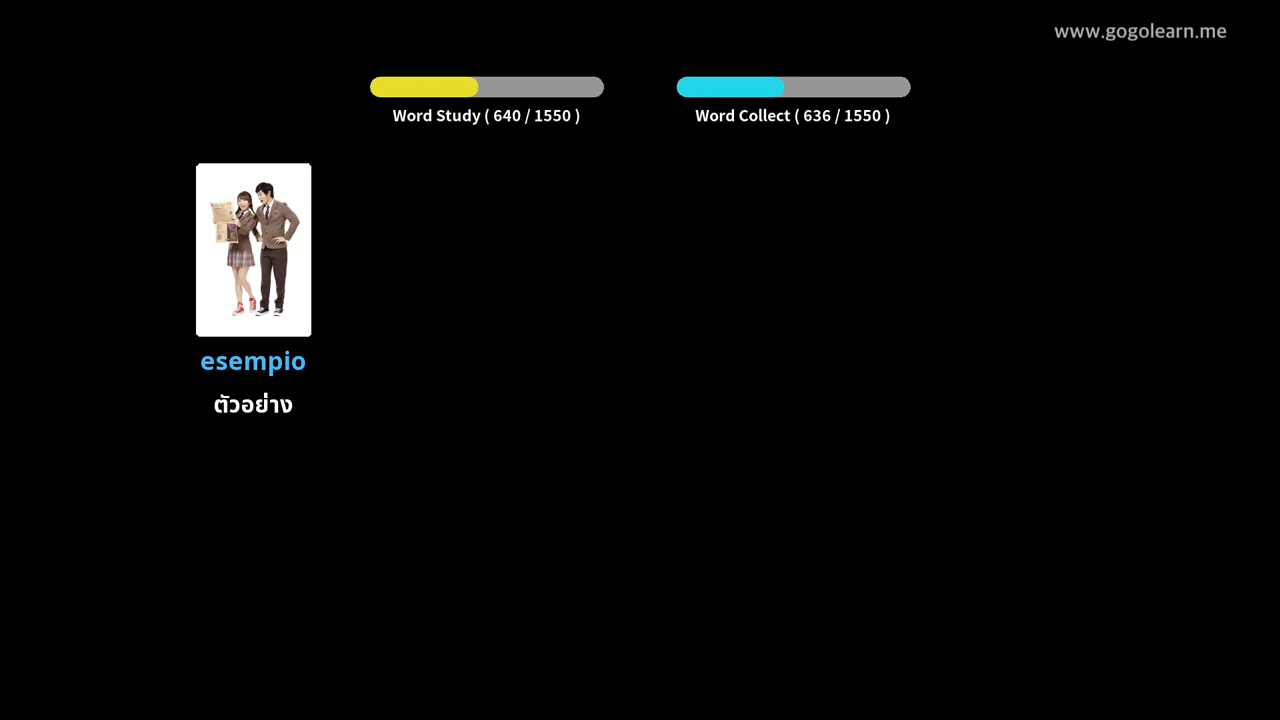 www.gogolearn.me
Word Study ( 640 / 1550 )
Word Collect ( 636 / 1550 )
esempio
ตัวอย่าง